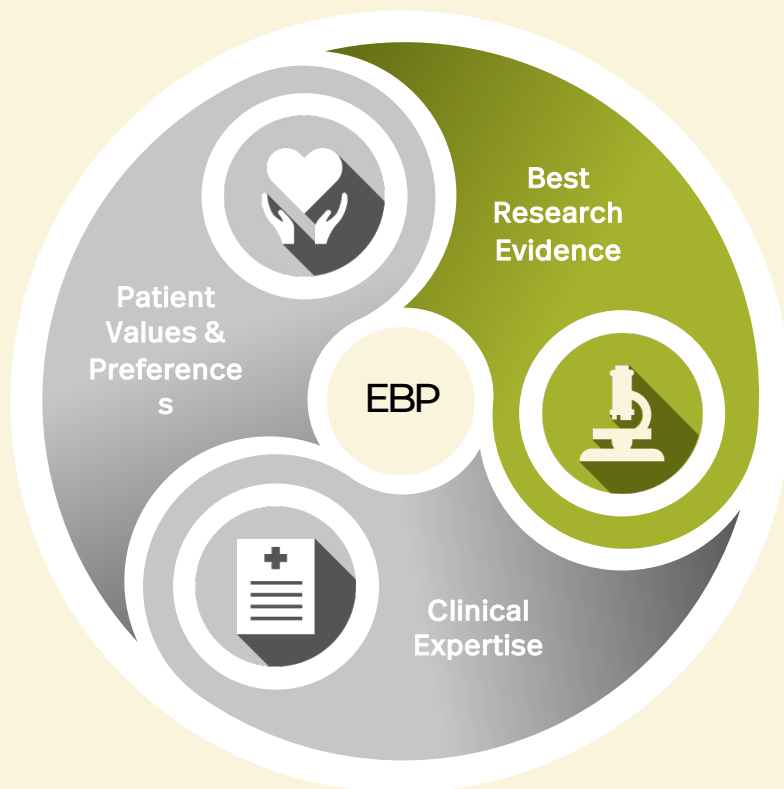 Best
Research
Evidence
Patient
Values &
Preference
s
EBP
Clinical
Expertise